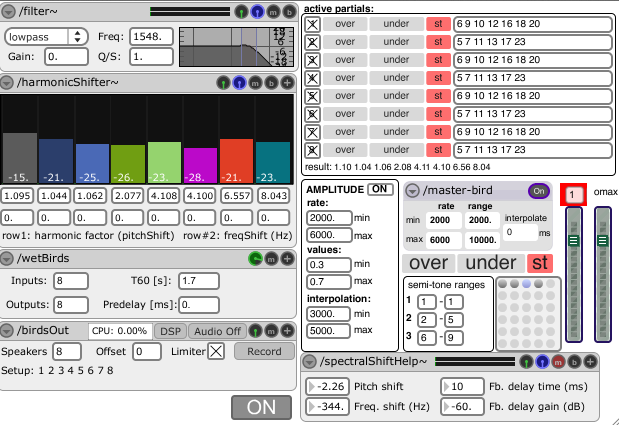 /filter~
lowpass Freq: 1548.
Gain: 0. Q/S: 1.
/harmonicShifter~
-15. -21. -25. -26. -23. -28. -21. -23.
1.095 1.044 1.062 2.077 4.108 4.100 6.557 8.043
0. 0. 0. 0. 0. 0. 0. 0.
row1: harmonic factor (pitchShift) row#2: freqShift (Hz)
/wetBirds
Inputs: 8 T60 [s]: 1.7
Outputs: 8 Predelay [ms]: 0.
/birdsOut CPU: 0.00% DSP Audio Off
Speakers 8 Offset 0 Limiter Record
Setup: 1 2 3 4 5 6 7 8
ON
active partials:
over under st 6 9 10 12 16 18 20
over under st 5 7 11 13 17 23
over under st 6 9 10 12 16 18 20
over under st 5 7 11 13 17 23
over under st 6 9 10 12 16 18 20
over under st 5 7 11 13 17 23
over under st 6 9 10 12 16 18 20
over under st 5 7 11 13 17 23
result: 1.10 1.04 1.06 2.08 4.11 4.10 6.56 8.04
AMPLITUDE ON
rate:
2000. min
6000. max
values:
0.3 min
0.7 max
interpolation:
3000. min
5000. max
/master-bird On
rate range
min 2000 2000. interpolate
0 ms
max 6000 10000.
over under st
semi-tone ranges
1 1 - 1
2 2 - 5
3 6 - 9
1 omax
/spectralShiftHelp~ m b
-2.26 Pitch shift 10 Fb. delay time (ms)
-344. Freq. shift (Hz) -60. Fb. delay gain (dB)